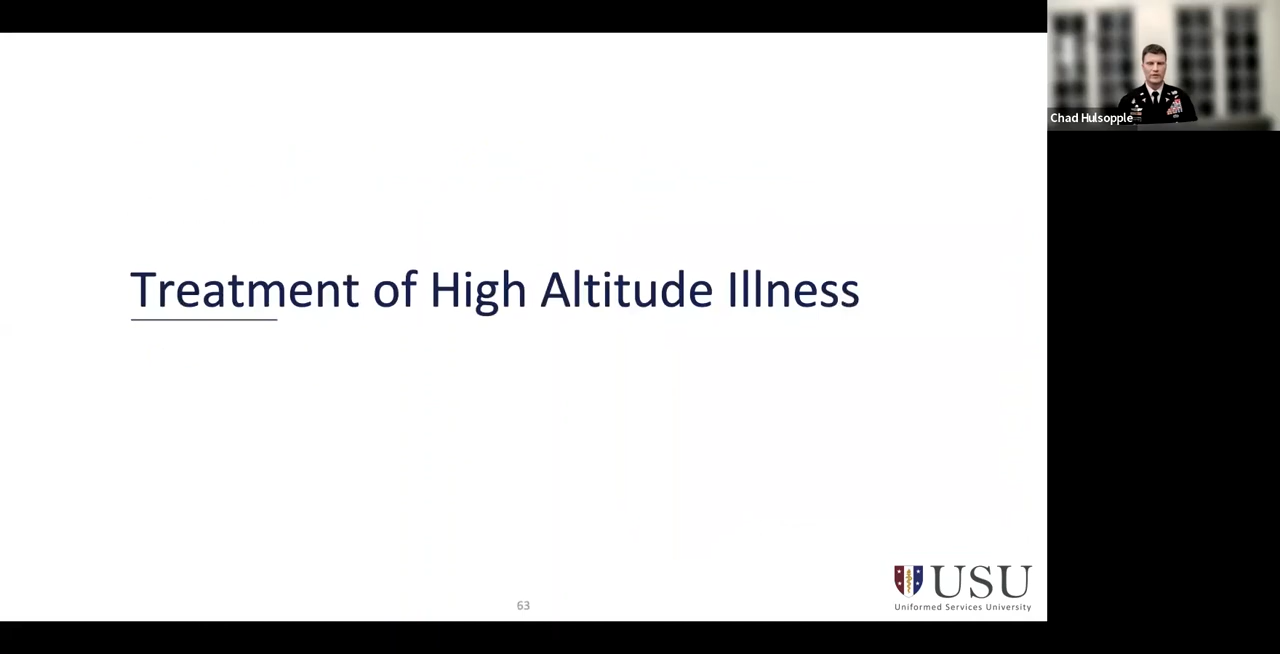 Chad Hulsopple
Treatment of High Altitude Illness
63
USU
Uniformed Services University